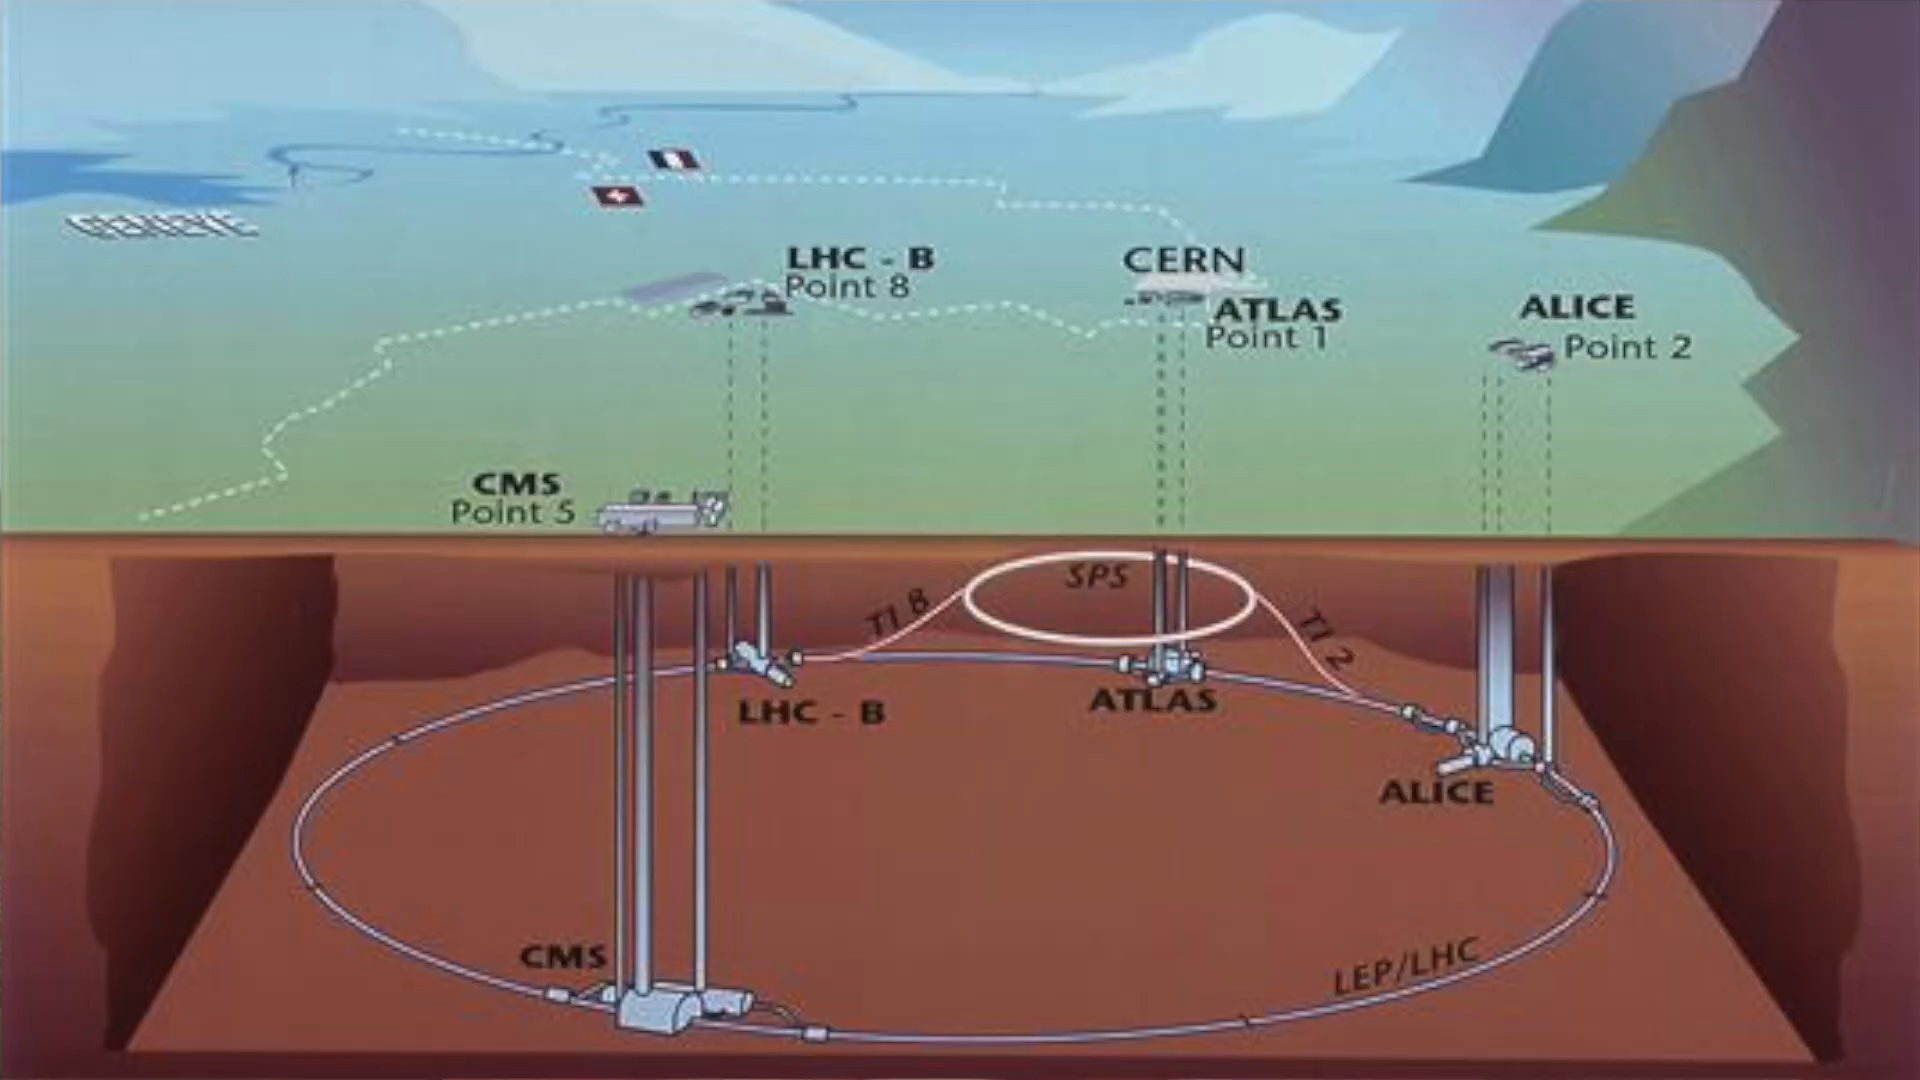 GENEVE
LHC - B
Point 8
CERN
ATLAS
Point 1
ALICE
Point 2
CMS
Point 5
SPS
TI 8
TI 2
LHC - B
ATLAS
ALICE
CMS
LEP/LHC